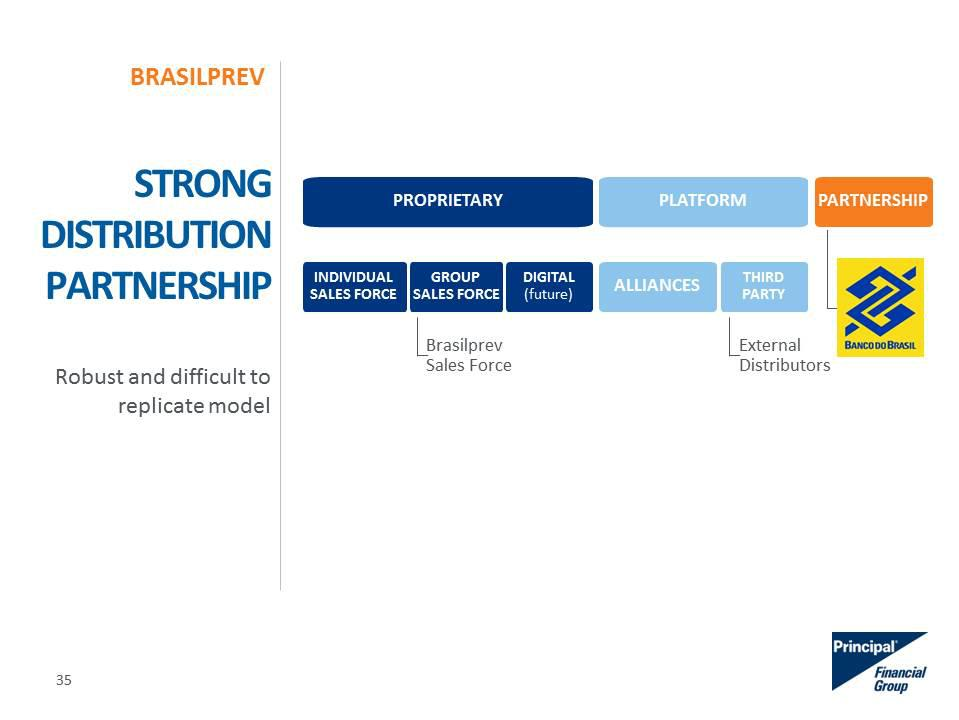 BRASILPREV
STRONG
DISTRIBUTION
PARTNERSHIP
Robust and difficult to
replicate model
PROPRIETARY
PLATFORM
PARTNERSHIP
INDIVIDUAL
SALES FORCE
GROUP
SALES FORCE
DIGITAL
(future)
ALLIANCES
THIRD
PARTY
BANCO DO BRASIL
Brasilprev
Sales Force
External
Distributors
35
Principal®
Financial
Group